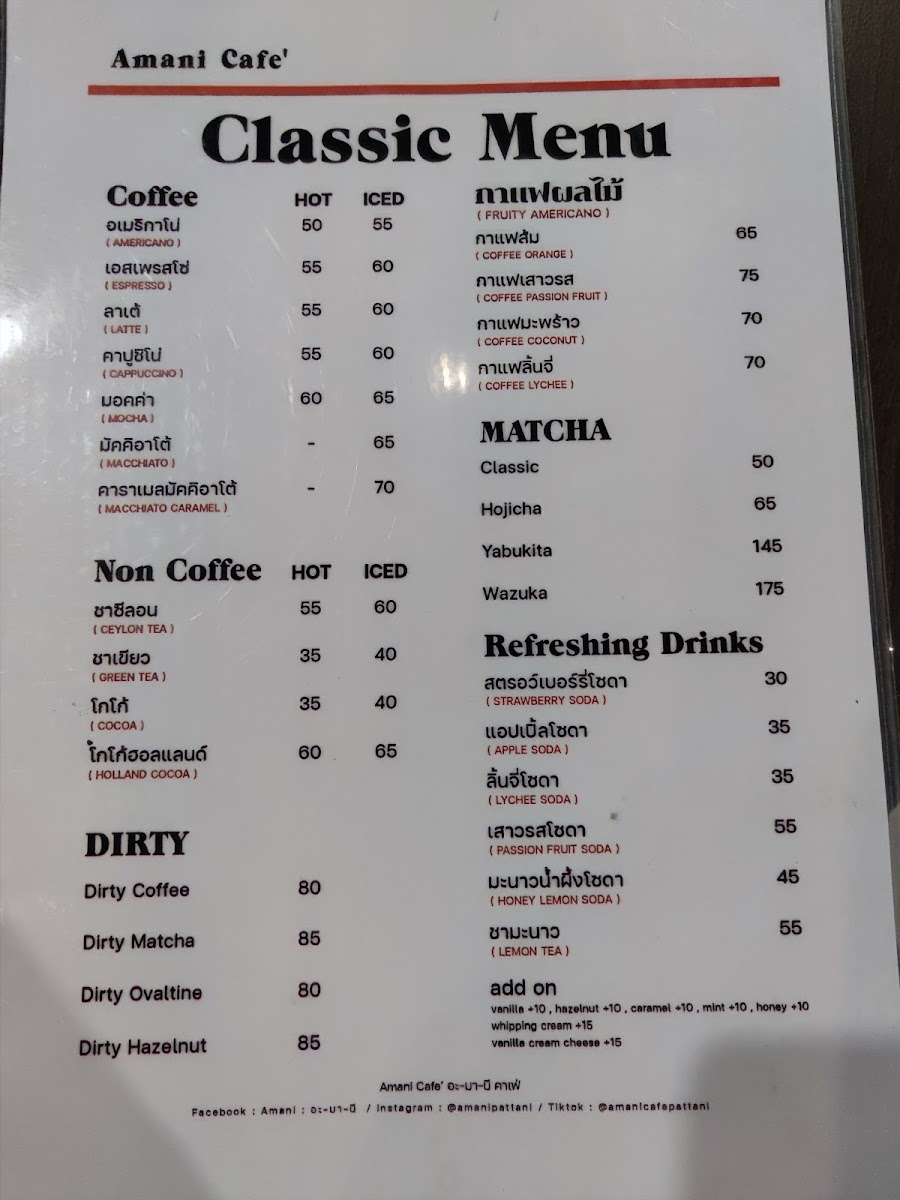 Amani Cafe'
Classic Menu
Coffee HOT ICED
อเมริกาโน่ 50 55
( AMERICANO )
เอสเพรสโซ่ 55 60
( ESPRESSO )
ลาเต้ 55 60
( LATTE )
คาปูชิโน่ 55 60
( CAPPUCCINO )
มอคค่า 60 65
( MOCHA )
มัคคิอาโต้ - 65
( MACCHIATO )
คาราเมลมัคคิอาโต้ - 70
( MACCHIATO CARAMEL )
Non Coffee HOT ICED
ชาซีลอน 55 60
( CEYLON TEA )
ชาเขียว 35 40
( GREEN TEA )
โกโก้ 35 40
( COCOA )
โกโก้ฮอลแลนด์ 60 65
( HOLLAND COCOA )
DIRTY
Dirty Coffee 80
Dirty Matcha 85
Dirty Ovaltine 80
Dirty Hazelnut 85
กาแฟผลไม้
( FRUITY AMERICANO )
กาแฟส้ม 65
( COFFEE ORANGE )
กาแฟเสาวรส 75
( COFFEE PASSION FRUIT )
กาแฟมะพร้าว 70
( COFFEE COCONUT )
กาแฟลิ้นจี่ 70
( COFFEE LYCHEE )
MATCHA
Classic 50
Hojicha 65
Yabukita 145
Wazuka 175
Refreshing Drinks
สตรอว์เบอร์รี่โซดา 30
( STRAWBERRY SODA )
แอปเปิ้ลโซดา 35
( APPLE SODA )
ลิ้นจี่โซดา 35
( LYCHEE SODA )
เสาวรสโซดา 55
( PASSION FRUIT SODA )
มะนาวน้ำผึ้งโซดา 45
( HONEY LEMON SODA )
ชามะนาว 55
( LEMON TEA )
add on
vanilla +10 , hazelnut +10 , caramel +10 , mint +10 , honey +10
whipping cream +15
vanilla cream cheese +15
Amani Cafe' อะ-มา-นี คาเฟ่
Facebook : Amani : อะ-มา-นี / Instagram : @amanipattani / Tiktok : @amanicafepattani